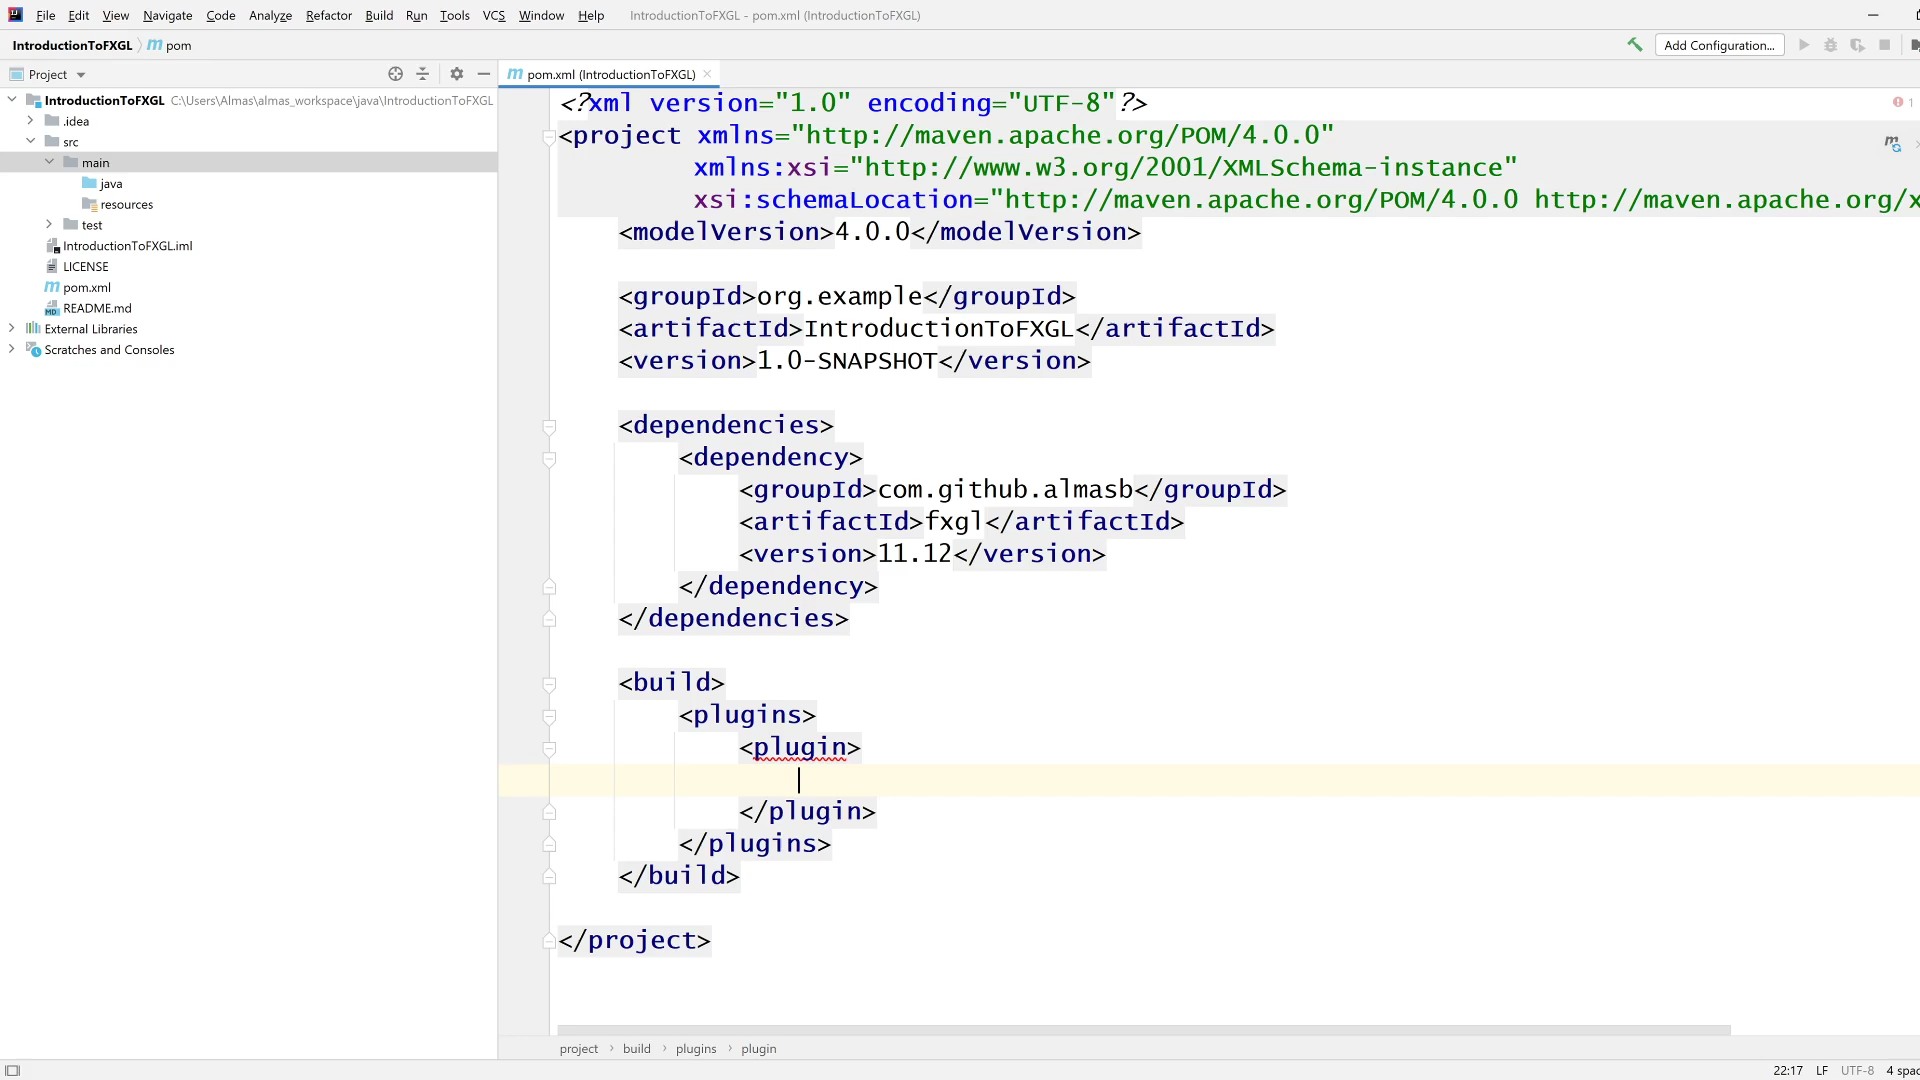 File Edit View Navigate Code Analyze Refactor Build Run Tools VCS Window Help IntroductionToFXGL - pom.xml (IntroductionToFXGL)
IntroductionToFXGL pom Add Configuration...
Project pom.xml (IntroductionToFXGL)
IntroductionToFXGL C:\Users\Almas\almas_workspace\java\IntroductionToFXGL
.idea
src
main
java
resources
test
IntroductionToFXGL.iml
LICENSE
pom.xml
README.md
External Libraries
Scratches and Consoles
<?xml version="1.0" encoding="UTF-8"?>
1
<project xmlns="http://maven.apache.org/POM/4.0.0"
xmlns:xsi="http://www.w3.org/2001/XMLSchema-instance"
xsi:schemaLocation="http://maven.apache.org/POM/4.0.0 http://maven.apache.org/x
<modelVersion>4.0.0</modelVersion>
<groupId>org.example</groupId>
<artifactId>IntroductionToFXGL</artifactId>
<version>1.0-SNAPSHOT</version>
<dependencies>
<dependency>
<groupId>com.github.almasb</groupId>
<artifactId>fxgl</artifactId>
<version>11.12</version>
</dependency>
</dependencies>
<build>
<plugins>
<plugin>
</plugin>
</plugins>
</build>
</project>
project › build › plugins › plugin
22:17 LF UTF-8 4 spac